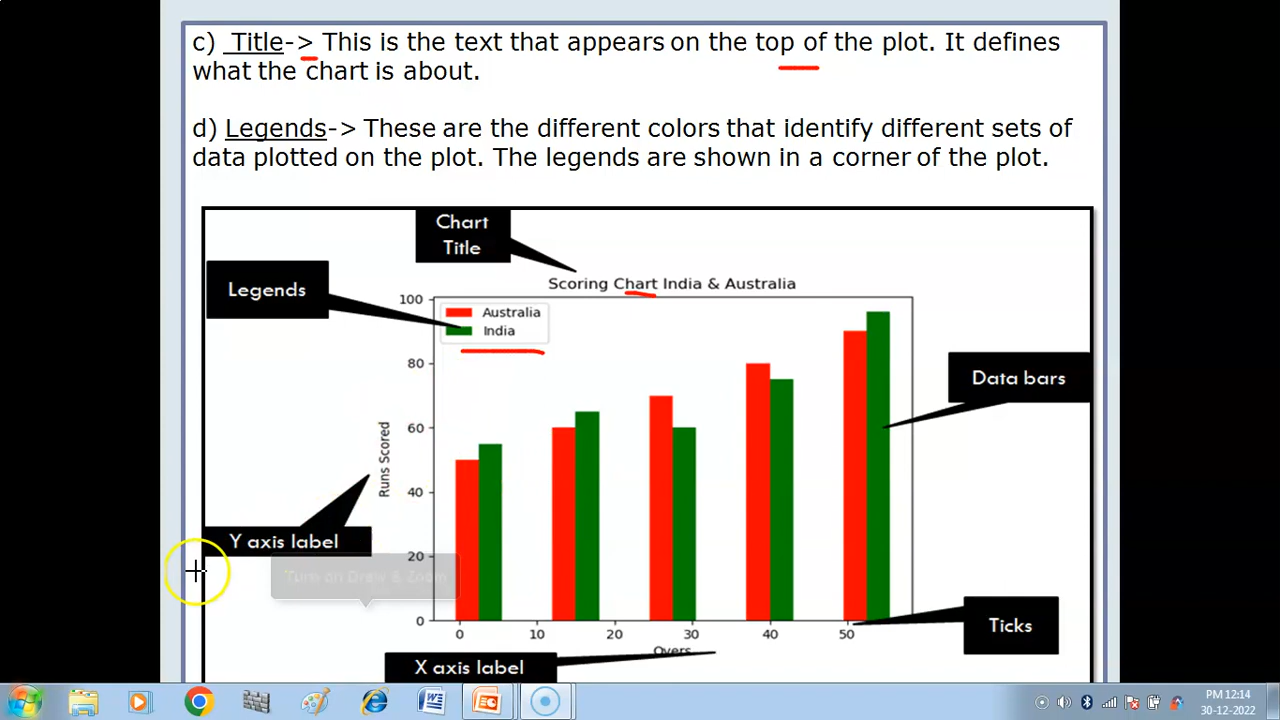 c) Title-> This is the text that appears on the top of the plot. It defines
what the chart is about.
d) Legends-> These are the different colors that identify different sets of
data plotted on the plot. The legends are shown in a corner of the plot.
Chart
Title
Legends
Scoring Chart India & Australia
100
Australia
India
80
Data bars
60
Runs Scored
40
Y axis label
20
Turn on Draw & Zoom
0
0 10 20 30 40 50
Ticks
Overs
X axis label
PM 12:14
30-12-2022